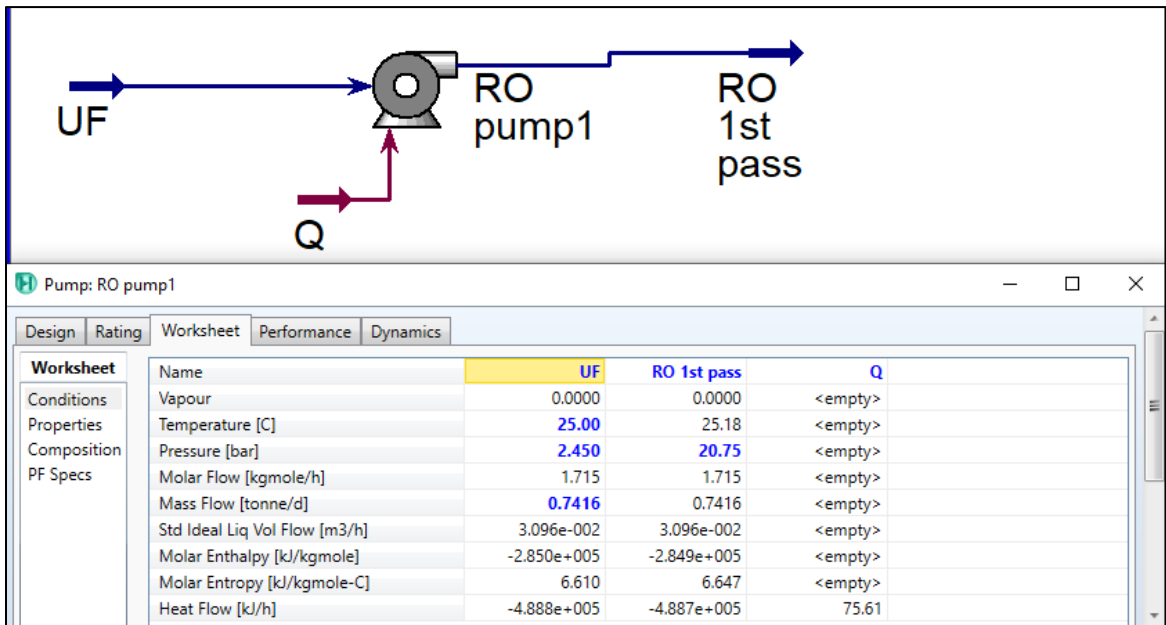 UF
RO
pump1
RO
1st
pass
Q
Pump: RO pump1
Design Rating Worksheet Performance Dynamics
Worksheet
Conditions
Properties
Composition
PF Specs
Name UF RO 1st pass Q
Vapour 0.0000 0.0000 <empty>
Temperature [C] 25.00 25.18 <empty>
Pressure [bar] 2.450 20.75 <empty>
Molar Flow [kgmole/h] 1.715 1.715 <empty>
Mass Flow [tonne/d] 0.7416 0.7416 <empty>
Std Ideal Liq Vol Flow [m3/h] 3.096e-002 3.096e-002 <empty>
Molar Enthalpy [kJ/kgmole] -2.850e+005 -2.849e+005 <empty>
Molar Entropy [kJ/kgmole-C] 6.610 6.647 <empty>
Heat Flow [kJ/h] -4.888e+005 -4.887e+005 75.61